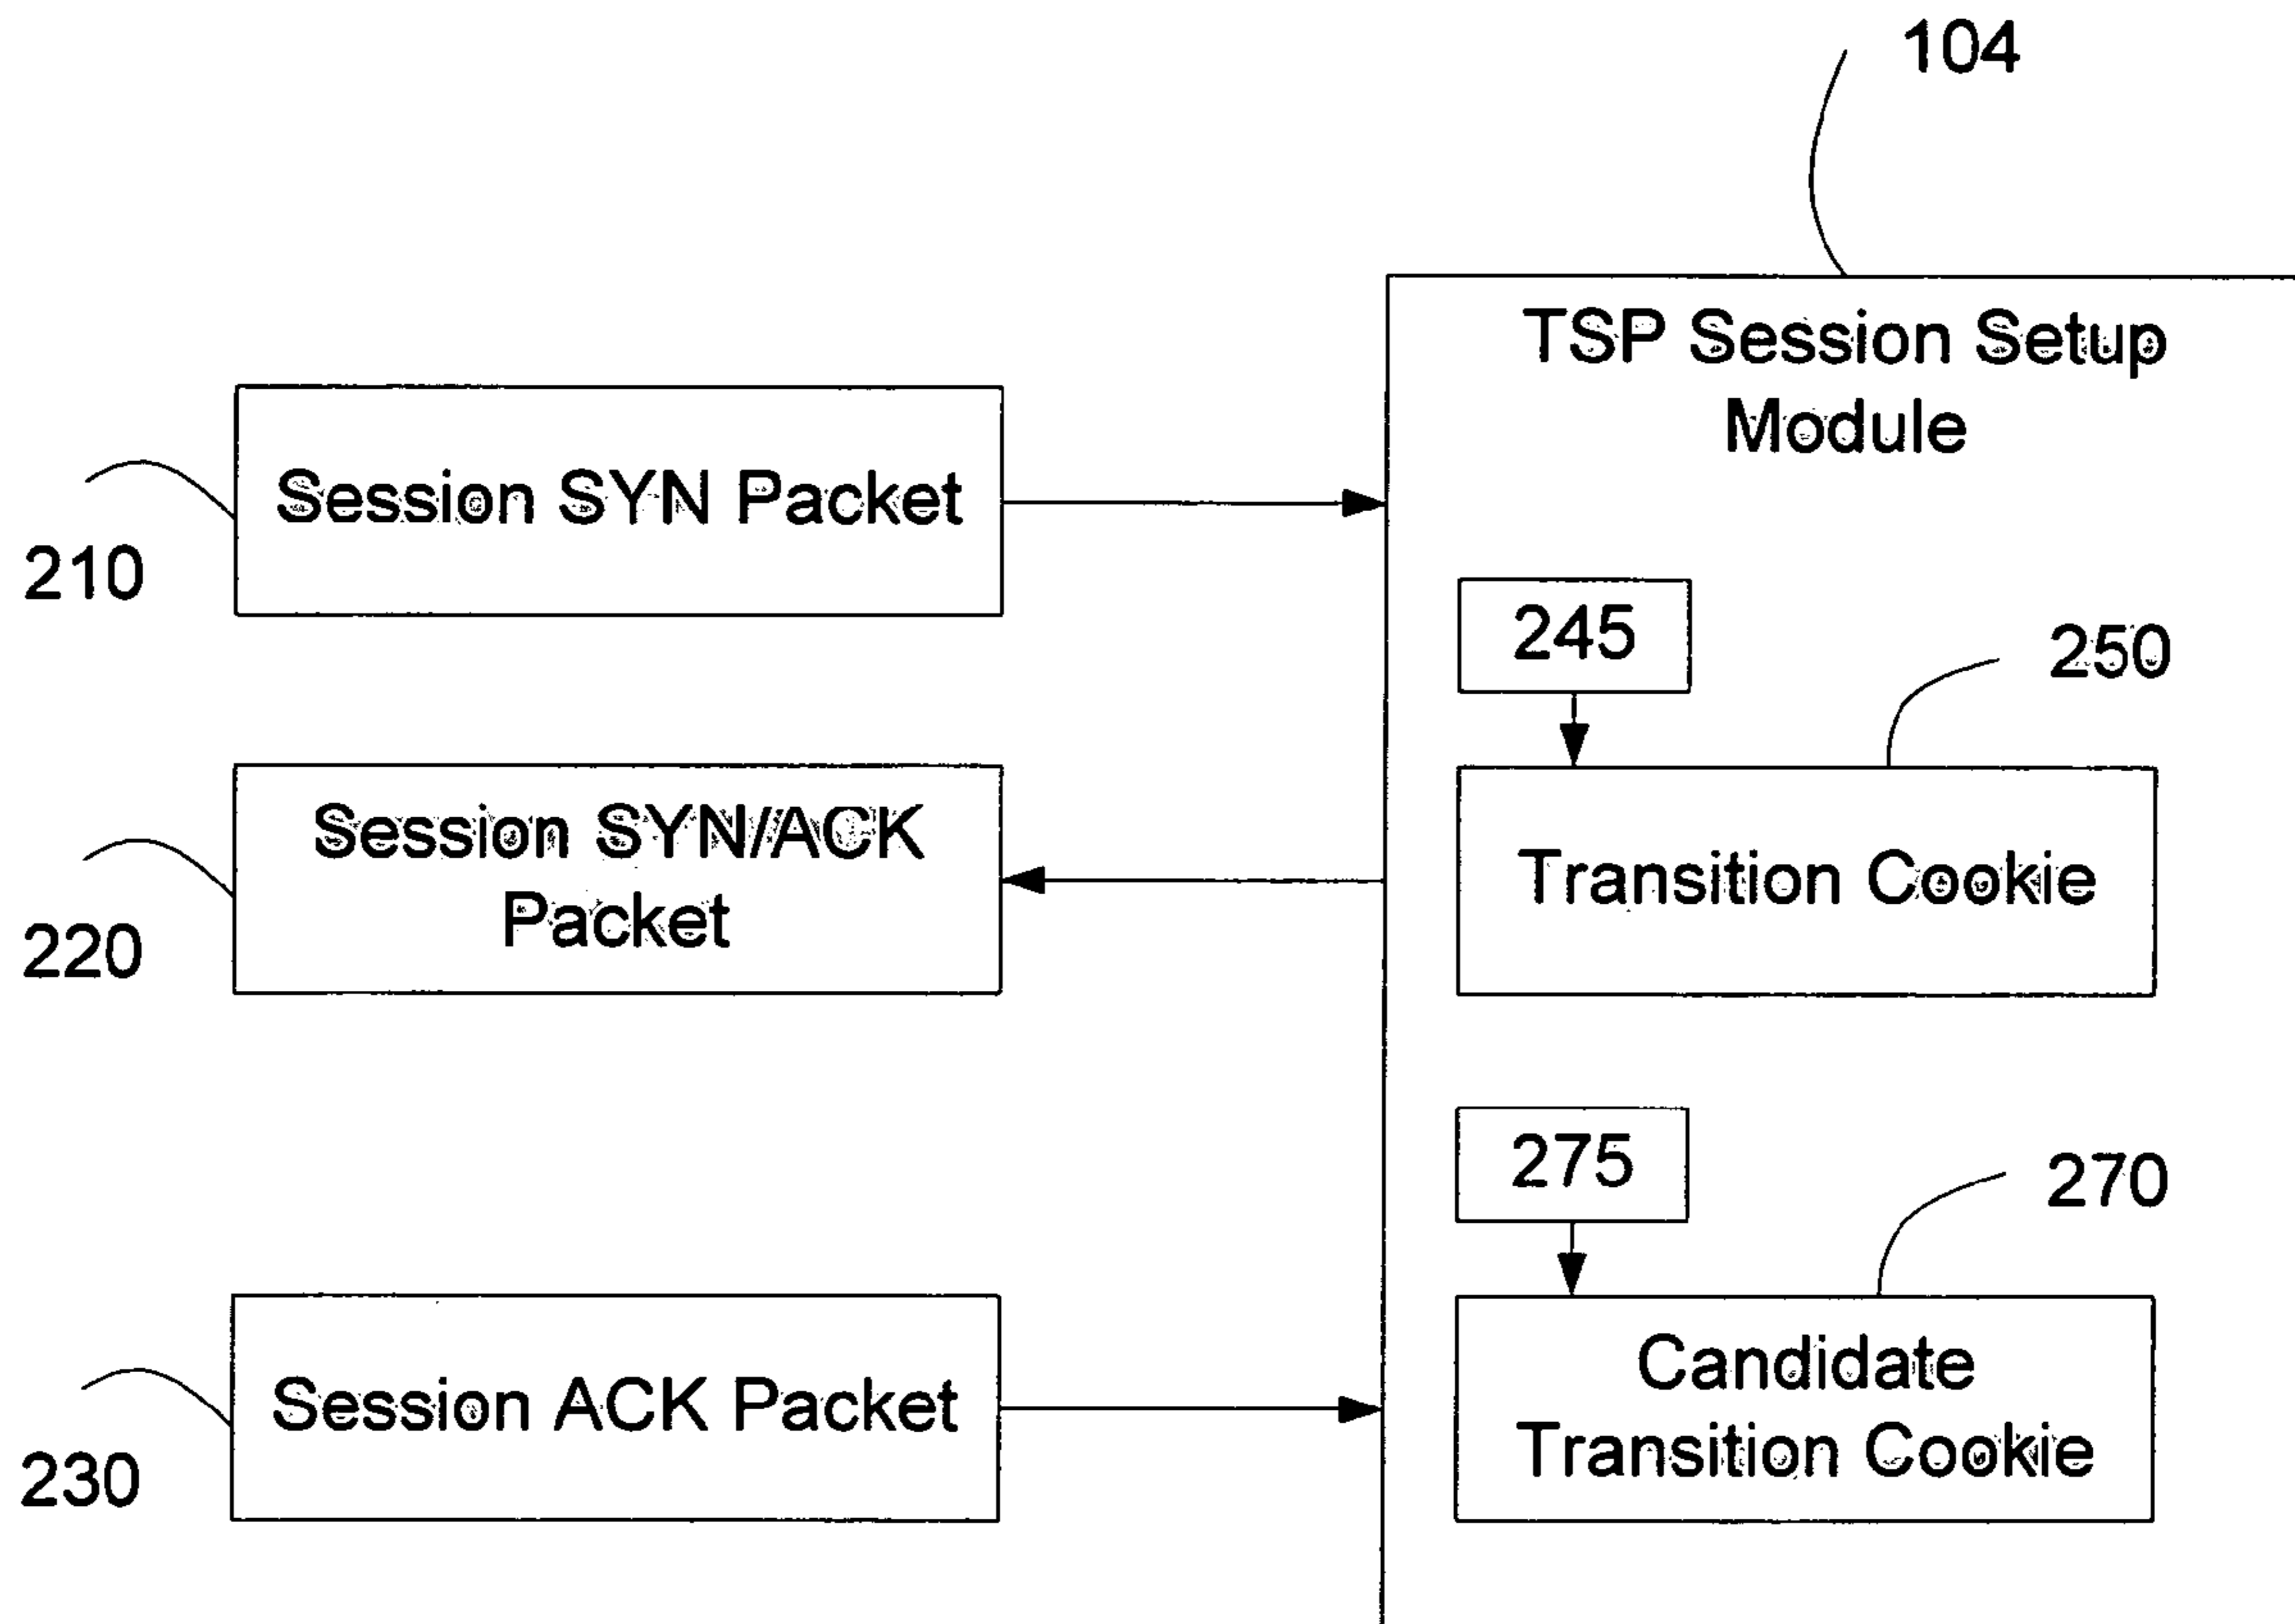 104
TSP Session Setup
Module
Session SYN Packet
210
245
250
Session SYN/ACK
Packet
Transition Cookie
220
275
270
Candidate
Transition Cookie
Session ACK Packet
230